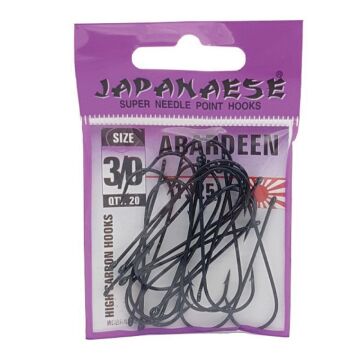 JAPANAESE®
SUPER NEEDLE POINT HOOKS
SIZE
3/0
QTY. 20
ABARDEEN
HIGH CARBON HOOKS